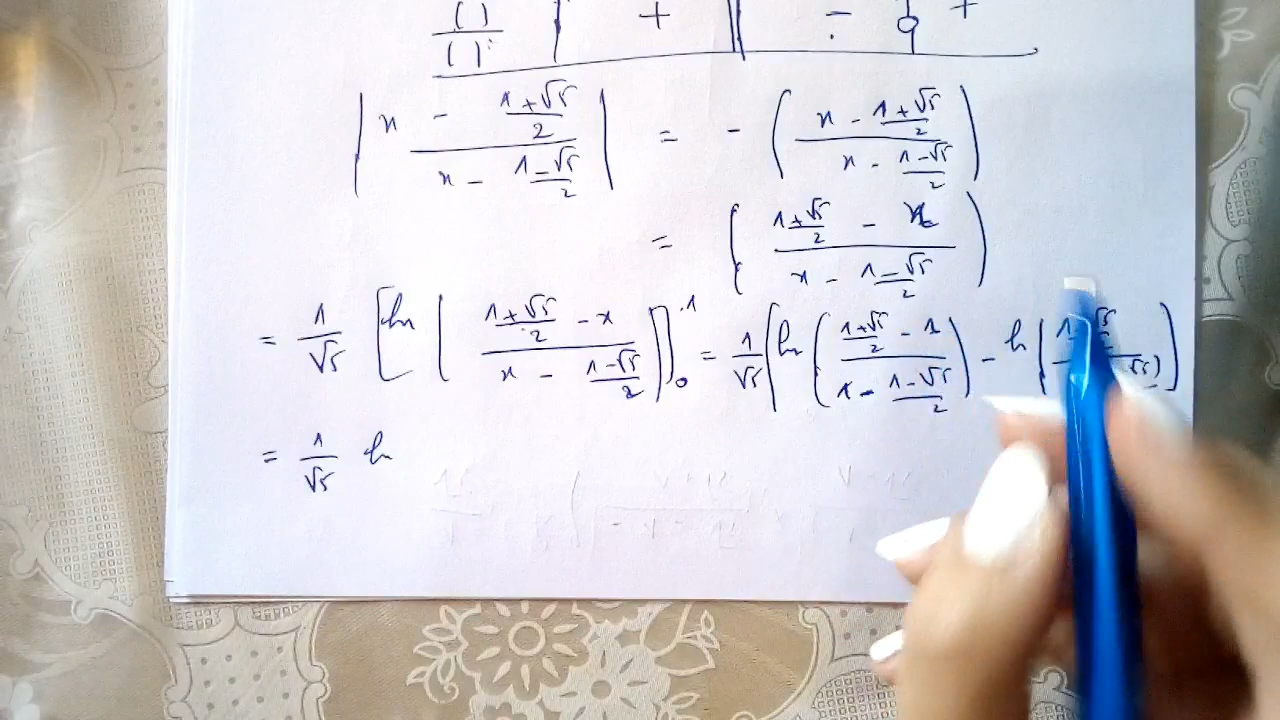 ( ) / ( ) | + || ÷ +
| x - (1+√5)/2 / x - (1-√5)/2 | = - ( x - (1+√5)/2 / x - (1-√5)/2 )
= ( (1+√5)/2 - x / x - (1-√5)/2 )
= 1/√5 [ ln ( (1+√5)/2 - x / x - (1-√5)/2 ) ]₀¹ = 1/√5 ( ln ( (1+√5)/2 - 1 / 1 - (1-√5)/2 ) - ln (
= 1/√5 ln